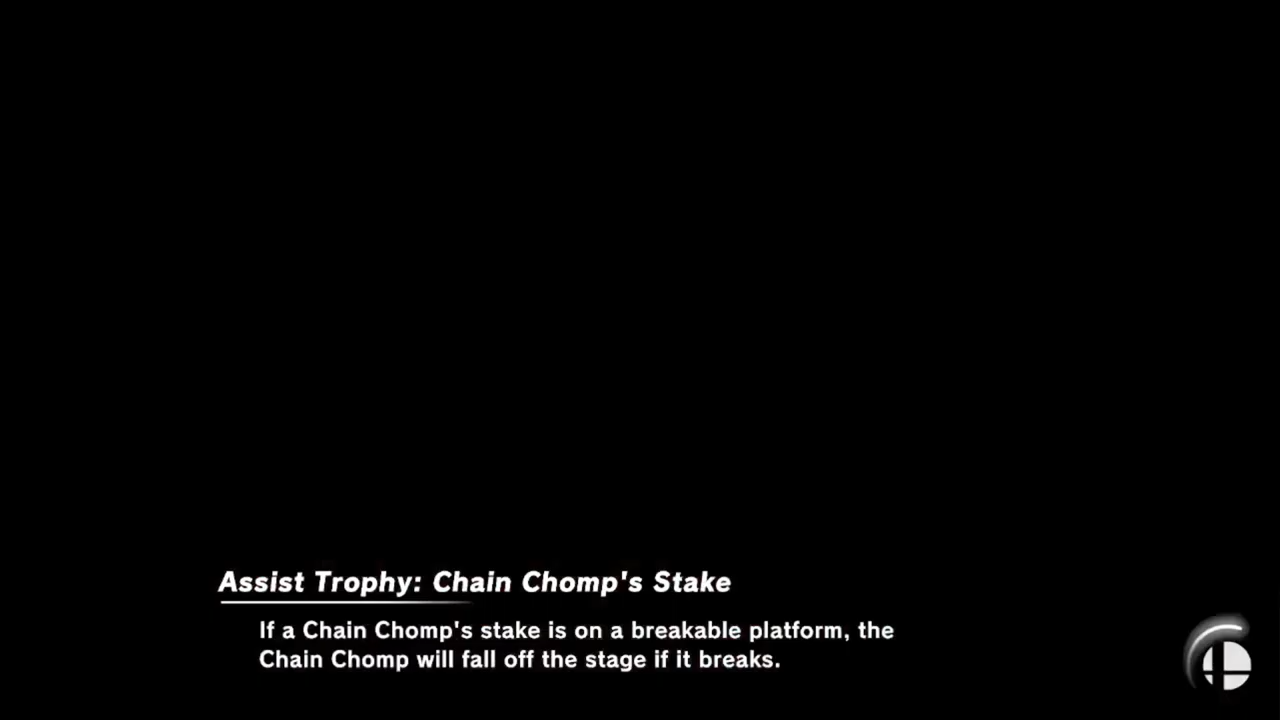 Assist Trophy: Chain Chomp's Stake
If a Chain Chomp's stake is on a breakable platform, the
Chain Chomp will fall off the stage if it breaks.